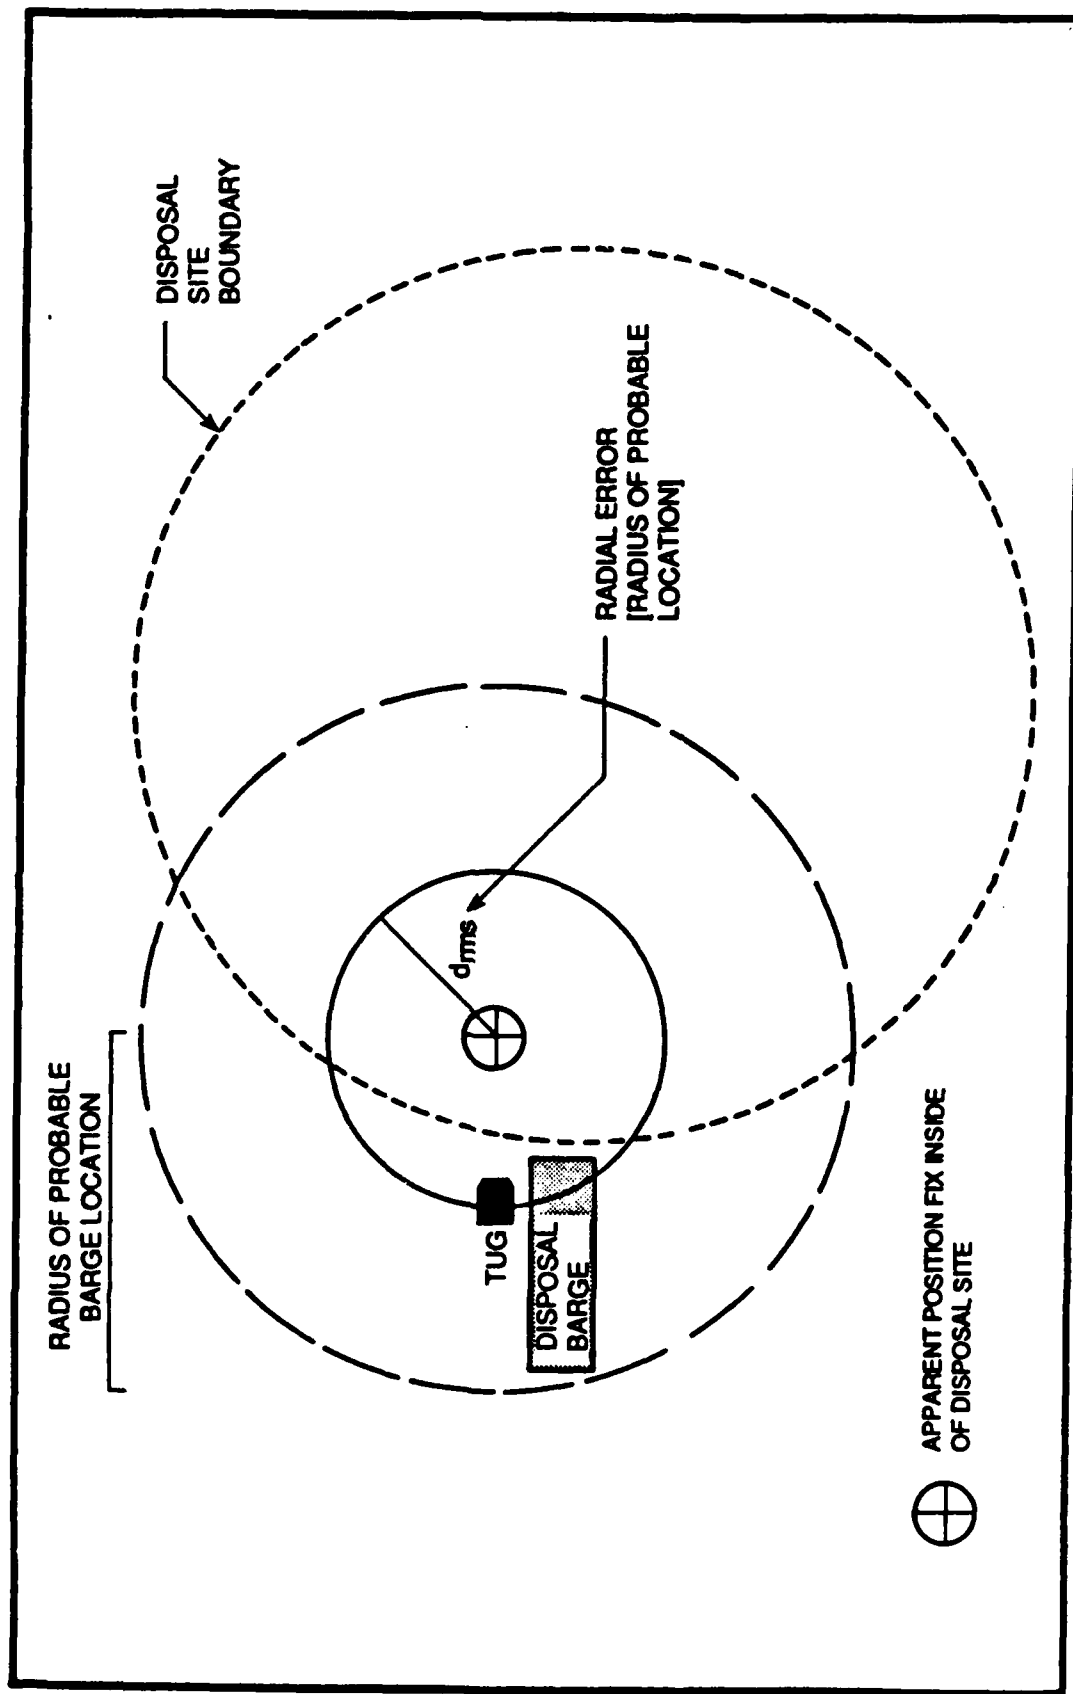 RADIUS OF PROBABLE
BARGE LOCATION
DISPOSAL
SITE
BOUNDARY
TUG
DISPOSAL
BARGE
drms
RADIAL ERROR
[RADIUS OF PROBABLE
LOCATION]
APPARENT POSITION FIX INSIDE
OF DISPOSAL SITE